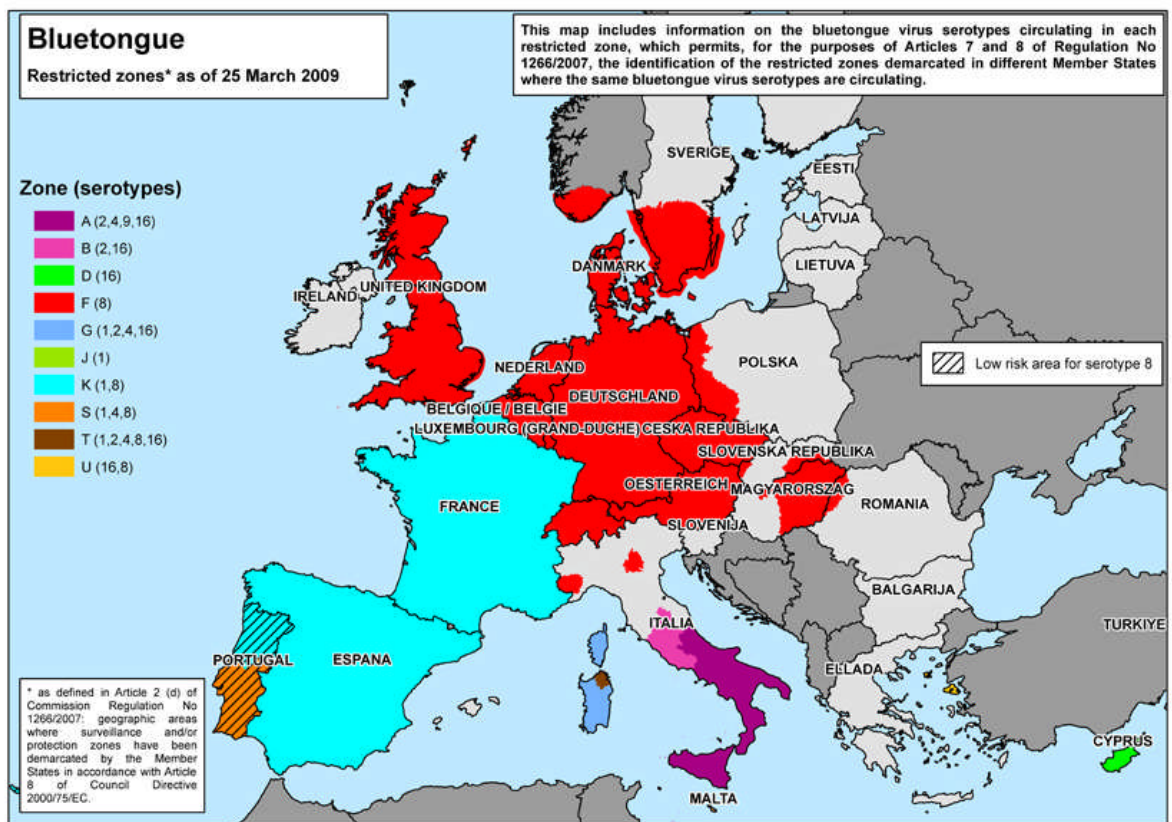 Bluetongue
Restricted zones* as of 25 March 2009
This map includes information on the bluetongue virus serotypes circulating in each
restricted zone, which permits, for the purposes of Articles 7 and 8 of Regulation No
1266/2007, the identification of the restricted zones demarcated in different Member States
where the same bluetongue virus serotypes are circulating.
Zone (serotypes)
A (2,4,9,16)
B (2,16)
D (16)
F (8)
G (1,2,4,16)
J (1)
K (1,8)
S (1,4,8)
T (1,2,4,8,16)
U (16,8)
Low risk area for serotype 8
SVERIGE
EESTI
LATVIJA
LIETUVA
DANMARK
IRELAND
UNITED KINGDOM
NEDERLAND
POLSKA
DEUTSCHLAND
BELGIQUE / BELGIE
LUXEMBOURG (GRAND-DUCHE)
CESKA REPUBLIKA
SLOVENSKA REPUBLIKA
OESTERREICH
MAGYARORSZAG
FRANCE
ROMANIA
SLOVENIJA
BALGARIJA
ITALIA
TURKIYE
PORTUGAL
ESPANA
ELLADA
CYPRUS
MALTA
* as defined in Article 2 (d) of
Commission Regulation No
1266/2007: geographic areas
where surveillance and/or
protection zones have been
demarcated by the Member
States in accordance with Article
8 of Council Directive
2000/75/EC.